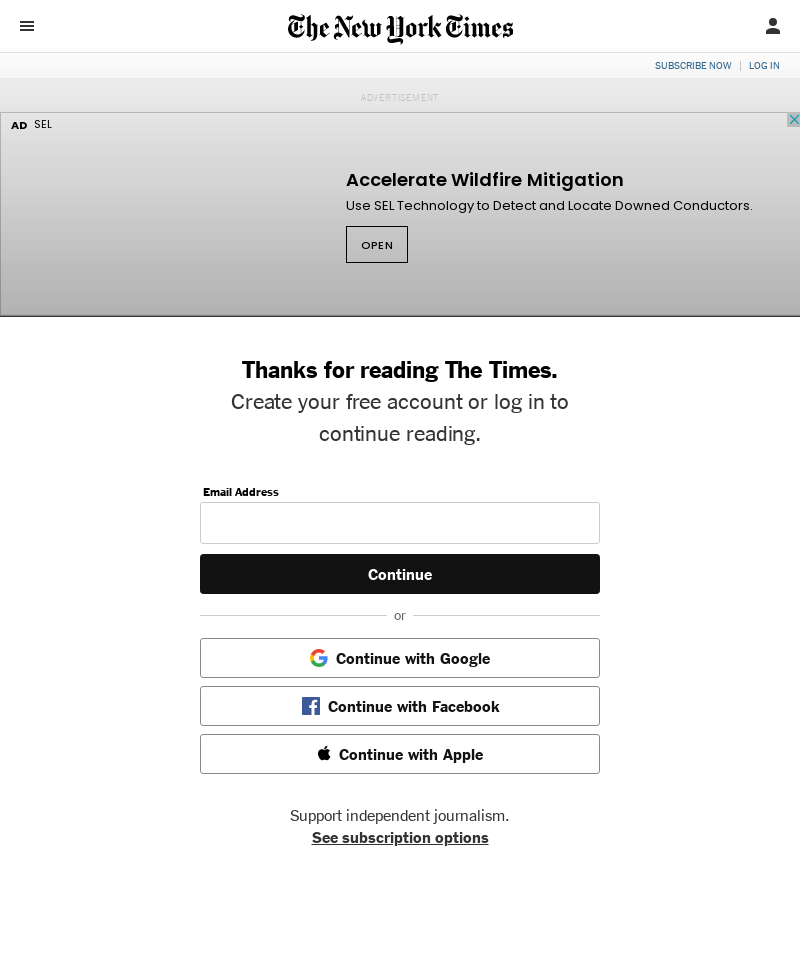 The New York Times
SUBSCRIBE NOW | LOG IN
ADVERTISEMENT
AD SEL
Accelerate Wildfire Mitigation
Use SEL Technology to Detect and Locate Downed Conductors.
OPEN
Thanks for reading The Times.
Create your free account or log in to
continue reading.
Email Address
Continue
or
Continue with Google
Continue with Facebook
Continue with Apple
Support independent journalism.
See subscription options